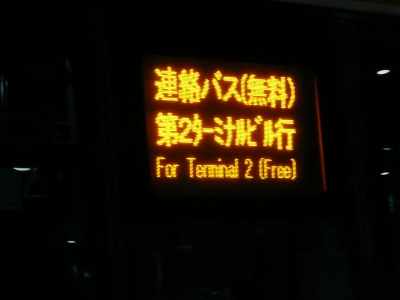 連絡バス(無料)
第2ターミナルビル行
For Terminal 2 (Free)